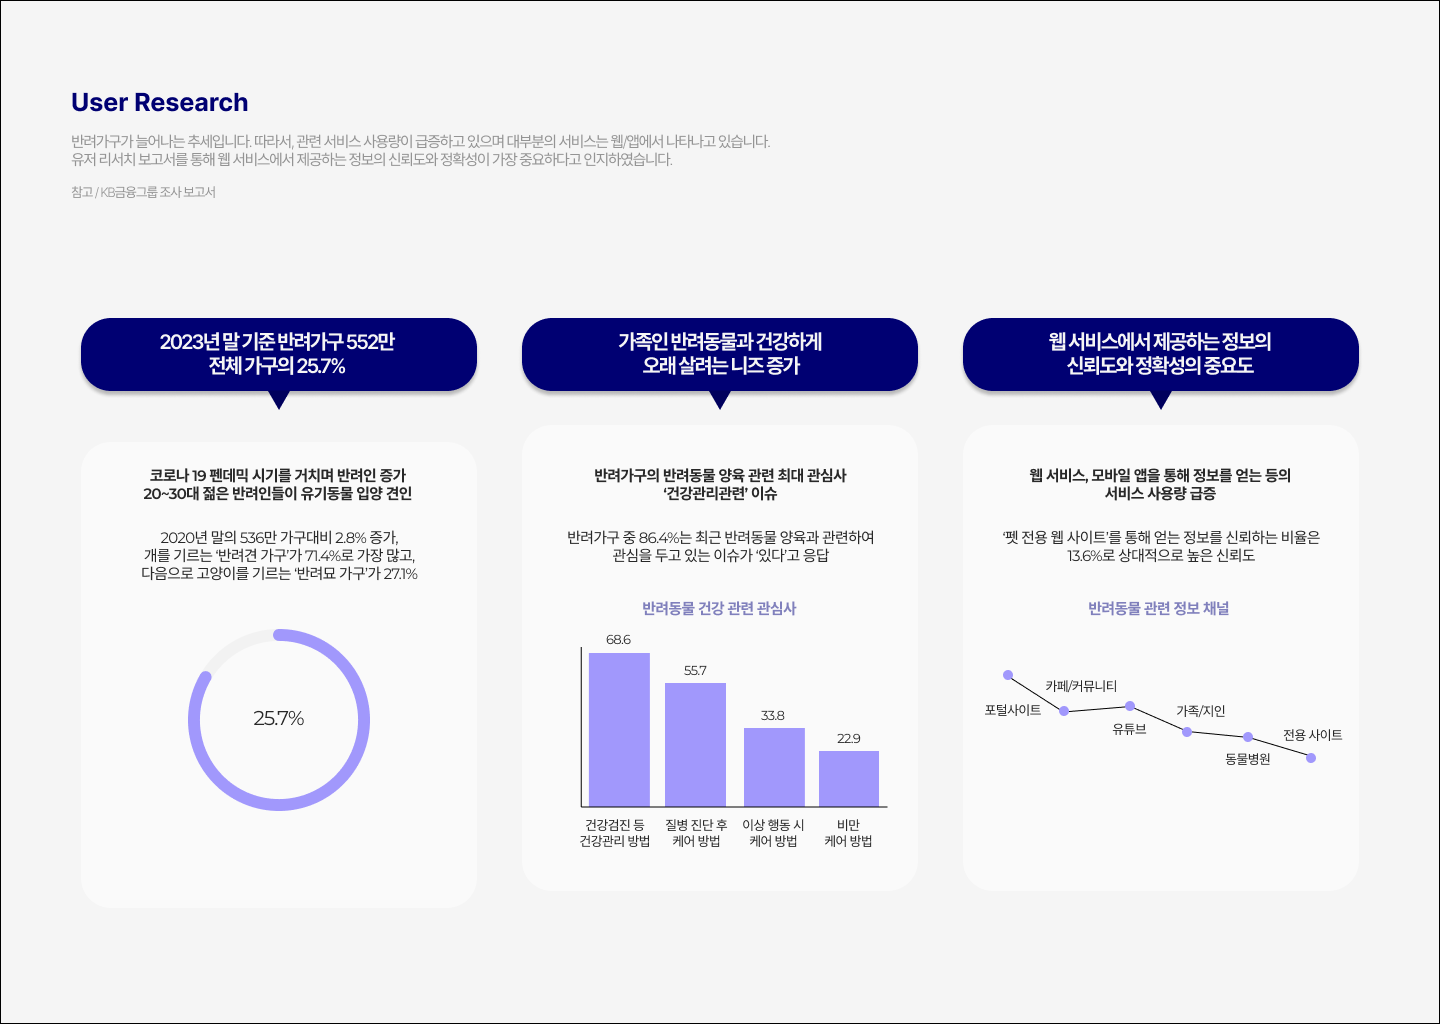 User Research
반려가구가 늘어나는 추세입니다. 따라서, 관련 서비스 사용량이 급증하고 있으며 대부분의 서비스는 웹/앱에서 나타나고 있습니다.
유저 리서치 보고서를 통해 웹 서비스에서 제공하는 정보의 신뢰도와 정확성이 가장 중요하다고 인지하였습니다.
참고 / KB금융그룹 조사 보고서
2023년 말 기준 반려가구 552만
전체 가구의 25.7%
코로나 19 펜데믹 시기를 거치며 반려인 증가
20~30대 젊은 반려인들이 유기동물 입양 견인
2020년 말의 536만 가구대비 2.8% 증가,
개를 기르는 ‘반려견 가구’가 71.4%로 가장 많고,
다음으로 고양이를 기르는 ‘반려묘 가구’가 27.1%
25.7%
가족인 반려동물과 건강하게
오래 살려는 니즈 증가
반려가구의 반려동물 양육 관련 최대 관심사
‘건강관리관련’ 이슈
반려가구 중 86.4%는 최근 반려동물 양육과 관련하여
관심을 두고 있는 이슈가 ‘있다’고 응답
반려동물 건강 관련 관심사
68.6
55.7
33.8
22.9
건강검진 등
건강관리 방법
질병 진단 후
케어 방법
이상 행동 시
케어 방법
비만
케어 방법
웹 서비스에서 제공하는 정보의
신뢰도와 정확성의 중요도
웹 서비스, 모바일 앱을 통해 정보를 얻는 등의
서비스 사용량 급증
‘펫 전용 웹 사이트’를 통해 얻는 정보를 신뢰하는 비율은
13.6%로 상대적으로 높은 신뢰도
반려동물 관련 정보 채널
포털사이트
카페/커뮤니티
유튜브
가족/지인
동물병원
전용 사이트